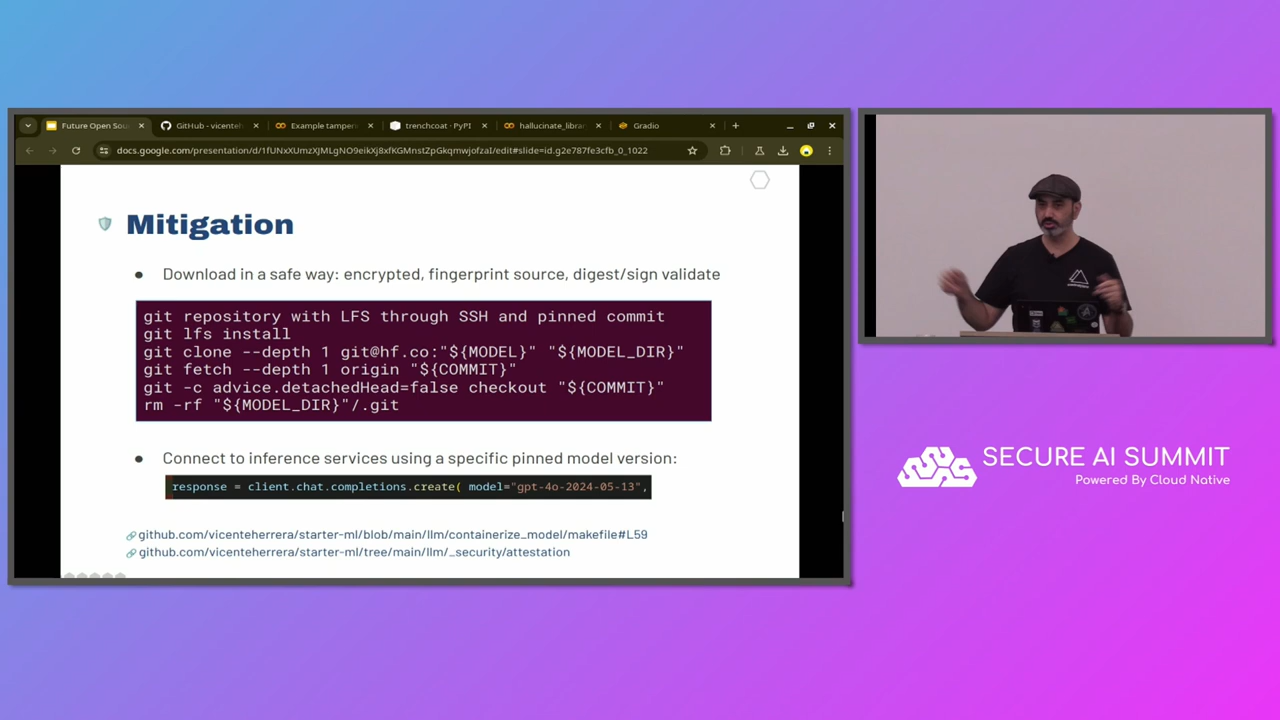 Future Open Sou
GitHub - vicenteh
Example tampere
trenchcoat · PyPI
hallucinate_librar
Gradio
docs.google.com/presentation/d/1fUNxXUmzXJMLgNO9eikXj8xfKGMnstZpGkqmwjofzaI/edit#slide=id.g2e787fe3cfb_0_1022
Mitigation
● Download in a safe way: encrypted, fingerprint source, digest/sign validate
git repository with LFS through SSH and pinned commit
git lfs install
git clone --depth 1 git@hf.co:"${MODEL}" "${MODEL_DIR}"
git fetch --depth 1 origin "${COMMIT}"
git -c advice.detachedHead=false checkout "${COMMIT}"
rm -rf "${MODEL_DIR}"/.git
● Connect to inference services using a specific pinned model version:
response = client.chat.completions.create( model="gpt-4o-2024-05-13",
github.com/vicenteherrera/starter-ml/blob/main/llm/containerize_model/makefile#L59
github.com/vicenteherrera/starter-ml/tree/main/llm/_security/attestation
SECURE AI SUMMIT
Powered By Cloud Native